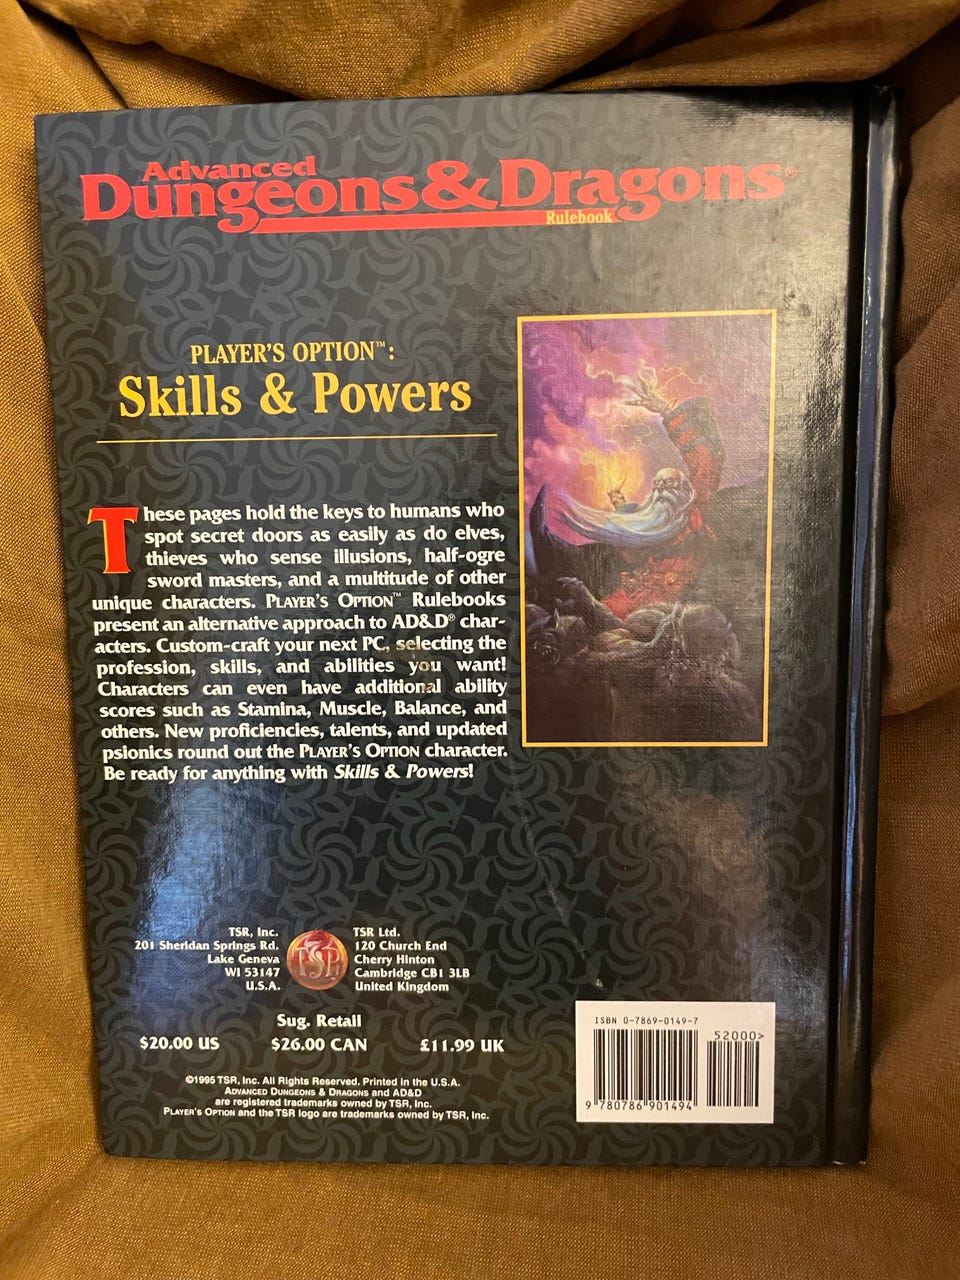 Advanced
Dungeons & Dragons®
Rulebook
PLAYER'S OPTION™:
Skills & Powers
These pages hold the keys to humans who
spot secret doors as easily as do elves,
thieves who sense illusions, half-ogre
sword masters, and a multitude of other
unique characters. PLAYER'S OPTION™ Rulebooks
present an alternative approach to AD&D® char-
acters. Custom-craft your next PC, selecting the
profession, skills, and abilities you want!
Characters can even have additional ability
scores such as Stamina, Muscle, Balance, and
others. New proficiencies, talents, and updated
psionics round out the PLAYER'S OPTION character.
Be ready for anything with Skills & Powers!
TSR, Inc.
201 Sheridan Springs Rd.
Lake Geneva
WI 53147
U.S.A.
TSR
TSR Ltd.
120 Church End
Cherry Hinton
Cambridge CB1 3LB
United Kingdom
Sug. Retail
$20.00 US $26.00 CAN £11.99 UK
©1995 TSR, Inc. All Rights Reserved. Printed in the U.S.A.
ADVANCED DUNGEONS & DRAGONS and AD&D
are registered trademarks owned by TSR, Inc.
PLAYER'S OPTION and the TSR logo are trademarks owned by TSR, Inc.
ISBN 0-7869-0149-7
52000>
9 780786 901494